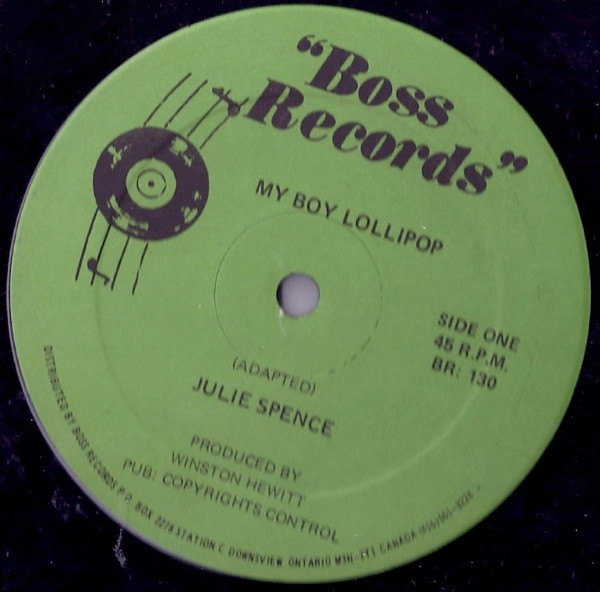 "Boss
Records"
MY BOY LOLLIPOP
SIDE ONE
45 R.P.M.
BR: 130
(ADAPTED)
JULIE SPENCE
PRODUCED BY
WINSTON HEWITT
PUB: COPYRIGHTS CONTROL
DISTRIBUTED BY BOSS RECORDS P.O. BOX 2278 STATION C DOWNSVIEW ONTARIO CANADA